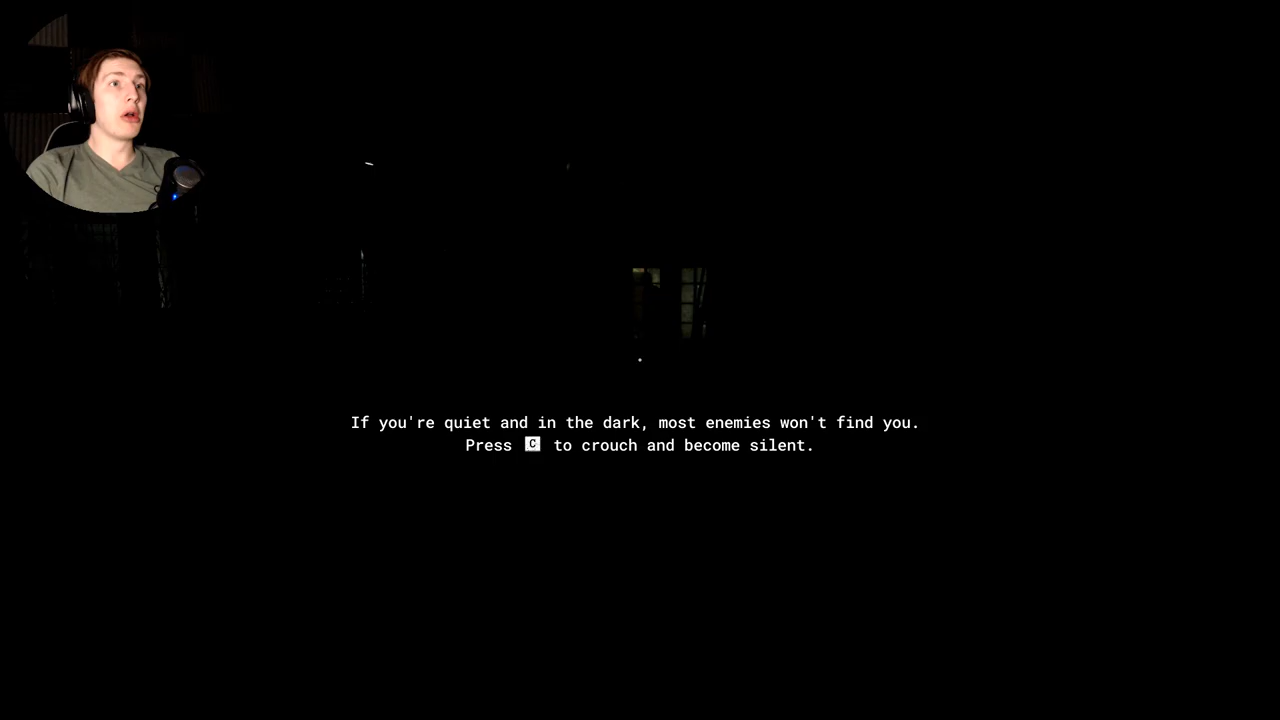 If you're quiet and in the dark, most enemies won't find you.
Press C to crouch and become silent.